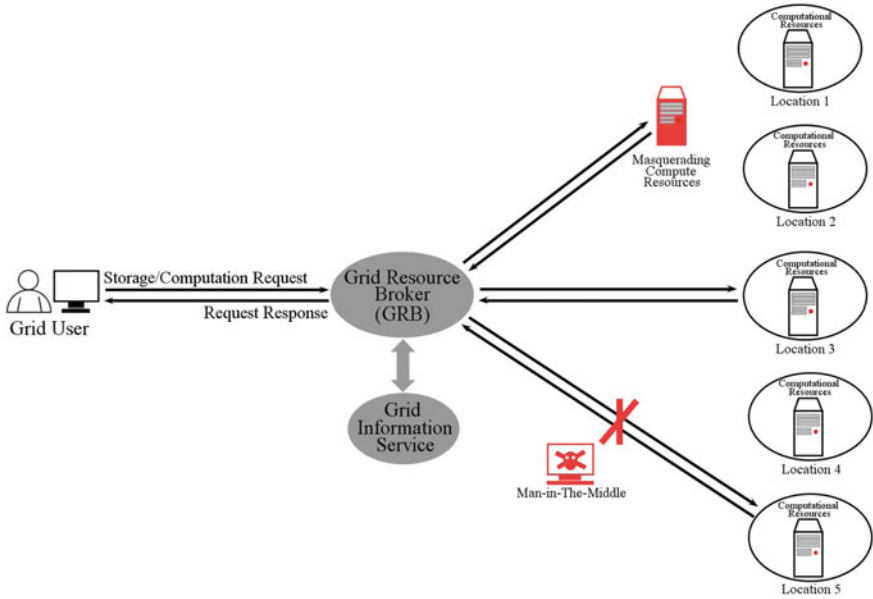 Computational
Resources
Location 1
Masquerading
Compute
Resources
Computational
Resources
Location 2
Storage/Computation Request
Request Response
Grid User
Grid Resource
Broker
(GRB)
Computational
Resources
Location 3
Grid
Information
Service
Computational
Resources
Location 4
Man-in-The-Middle
Computational
Resources
Location 5